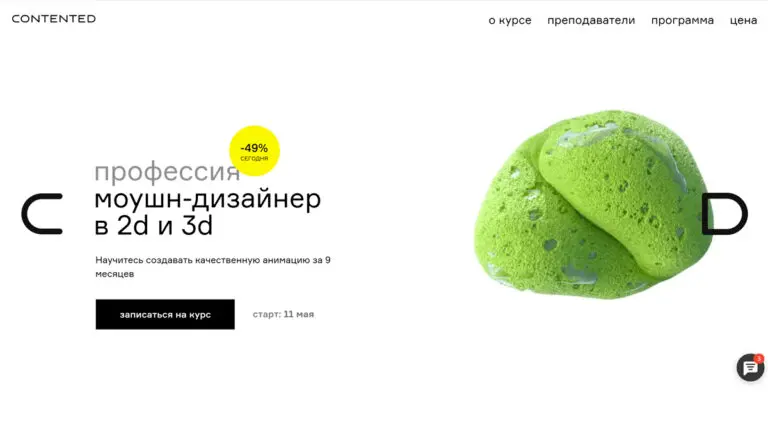 CONTENTED
о курсе преподаватели программа цена
-49%
СЕГОДНЯ
профессия
моушн-дизайнер
в 2d и 3d
C D
Научитесь создавать качественную анимацию за 9
месяцев
записаться на курс старт: 11 мая
3